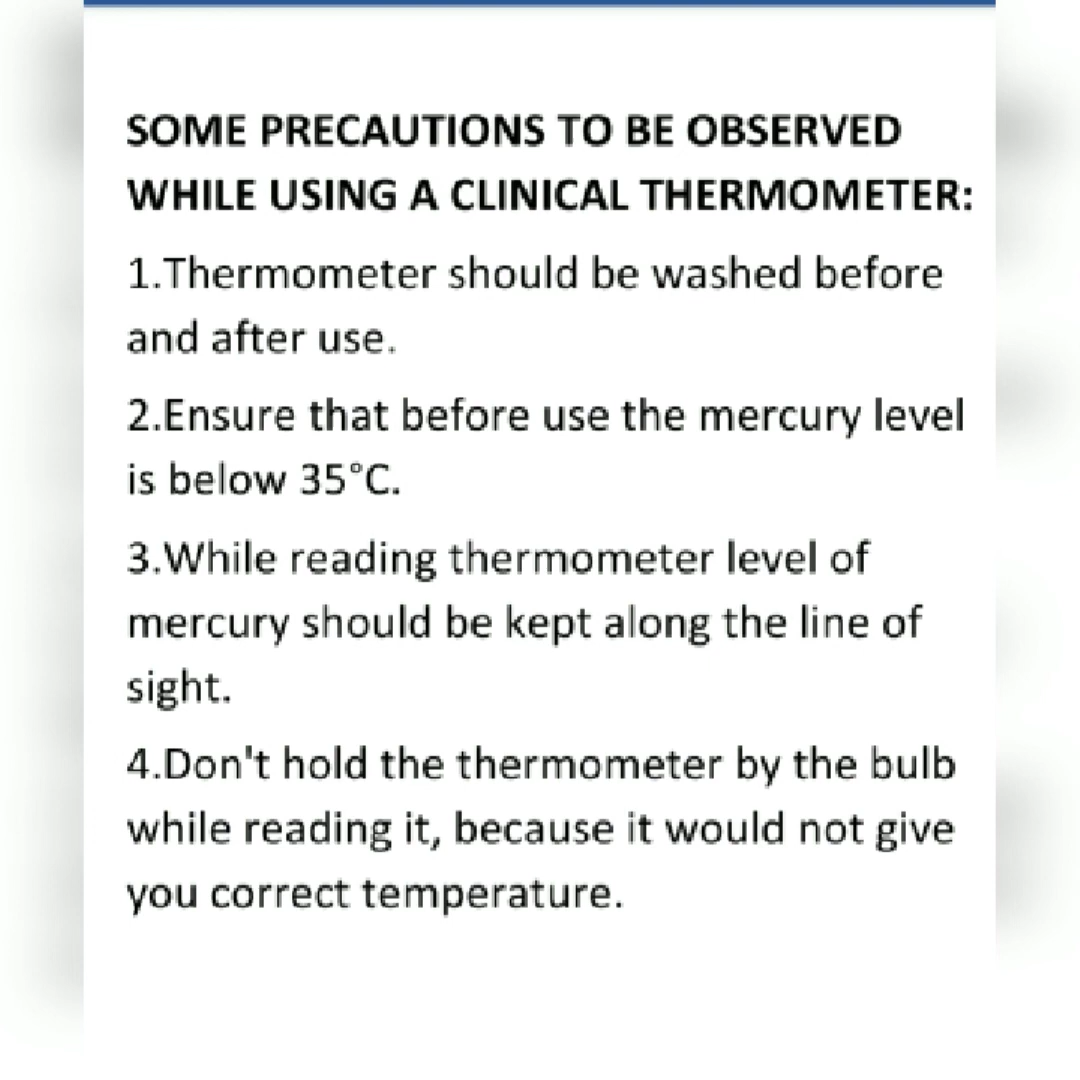 SOME PRECAUTIONS TO BE OBSERVED
WHILE USING A CLINICAL THERMOMETER:
1.Thermometer should be washed before
and after use.
2.Ensure that before use the mercury level
is below 35°C.
3.While reading thermometer level of
mercury should be kept along the line of
sight.
4.Don't hold the thermometer by the bulb
while reading it, because it would not give
you correct temperature.